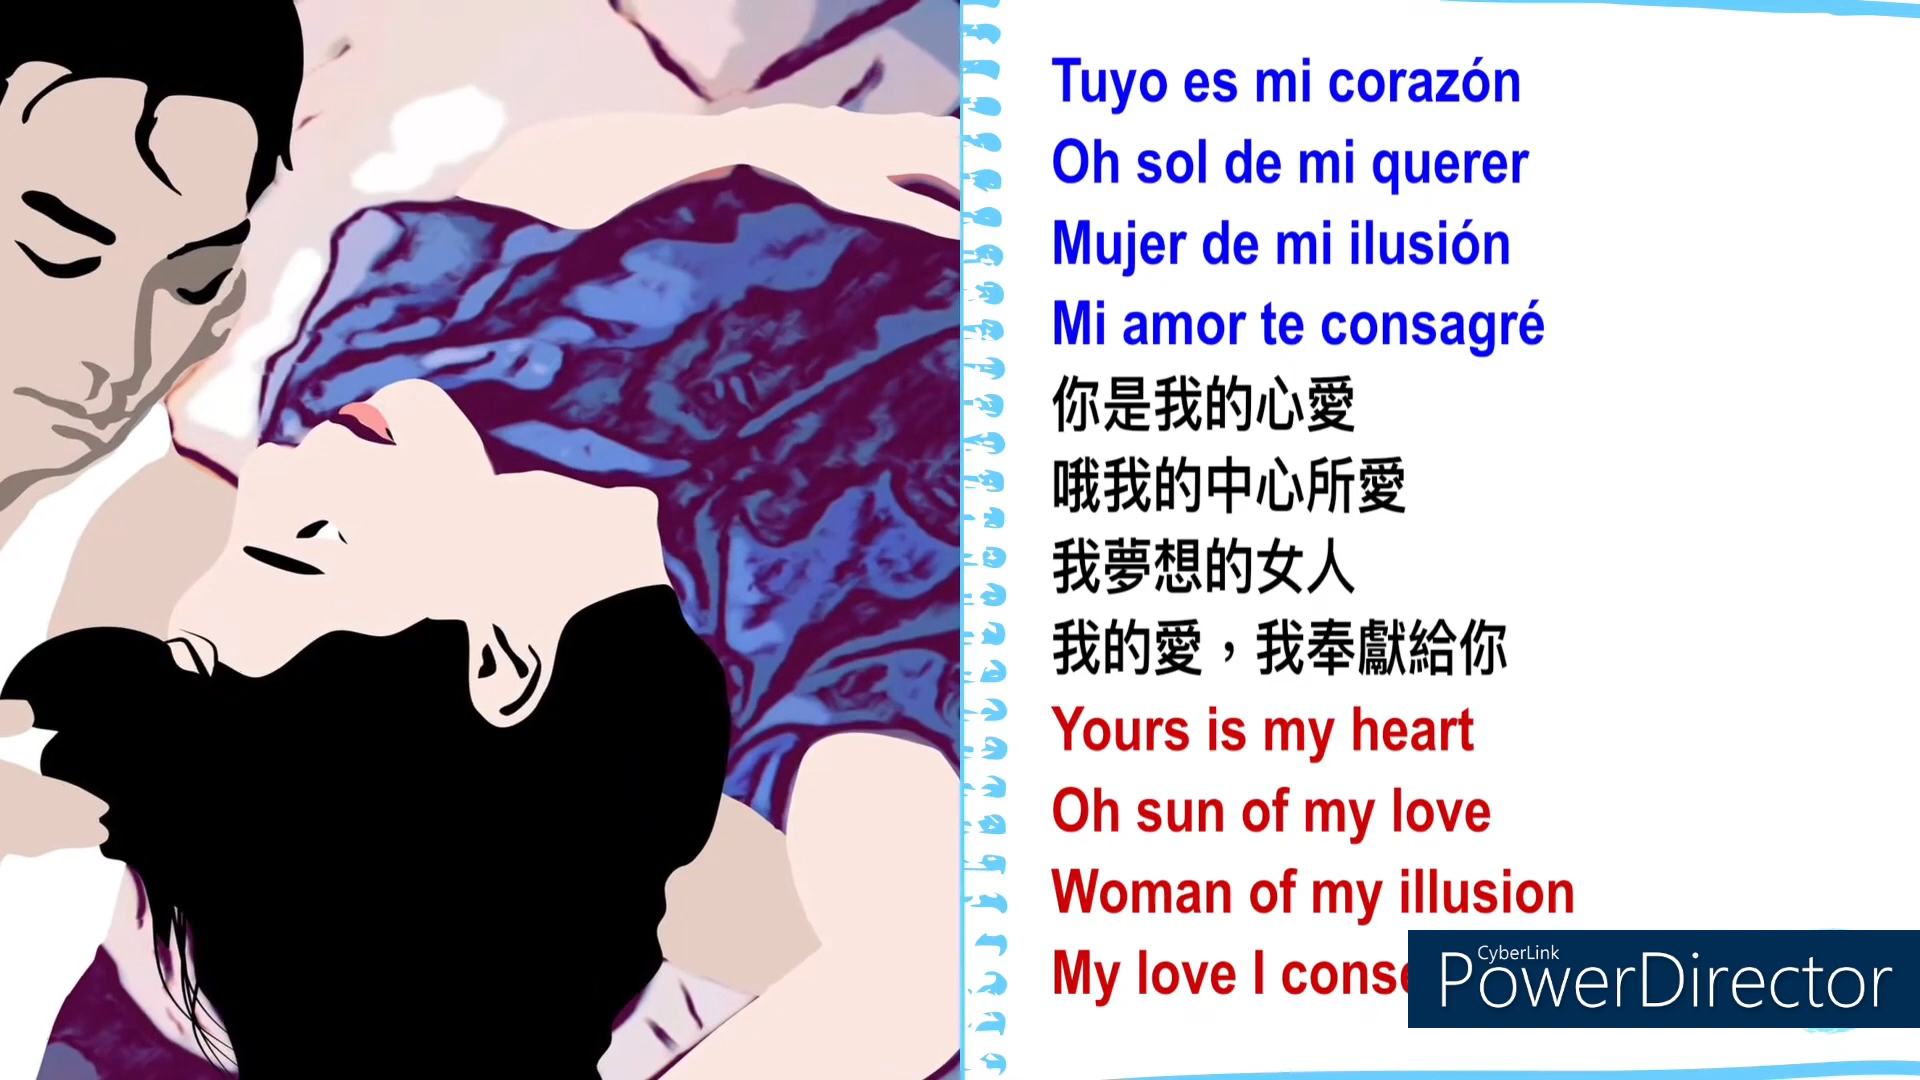 Tuyo es mi corazón
Oh sol de mi querer
Mujer de mi ilusión
Mi amor te consagré
你是我的心愛
哦我的中心所愛
我夢想的女人
我的愛，我奉獻給你
Yours is my heart
Oh sun of my love
Woman of my illusion
My love I
CyberLink
PowerDirector